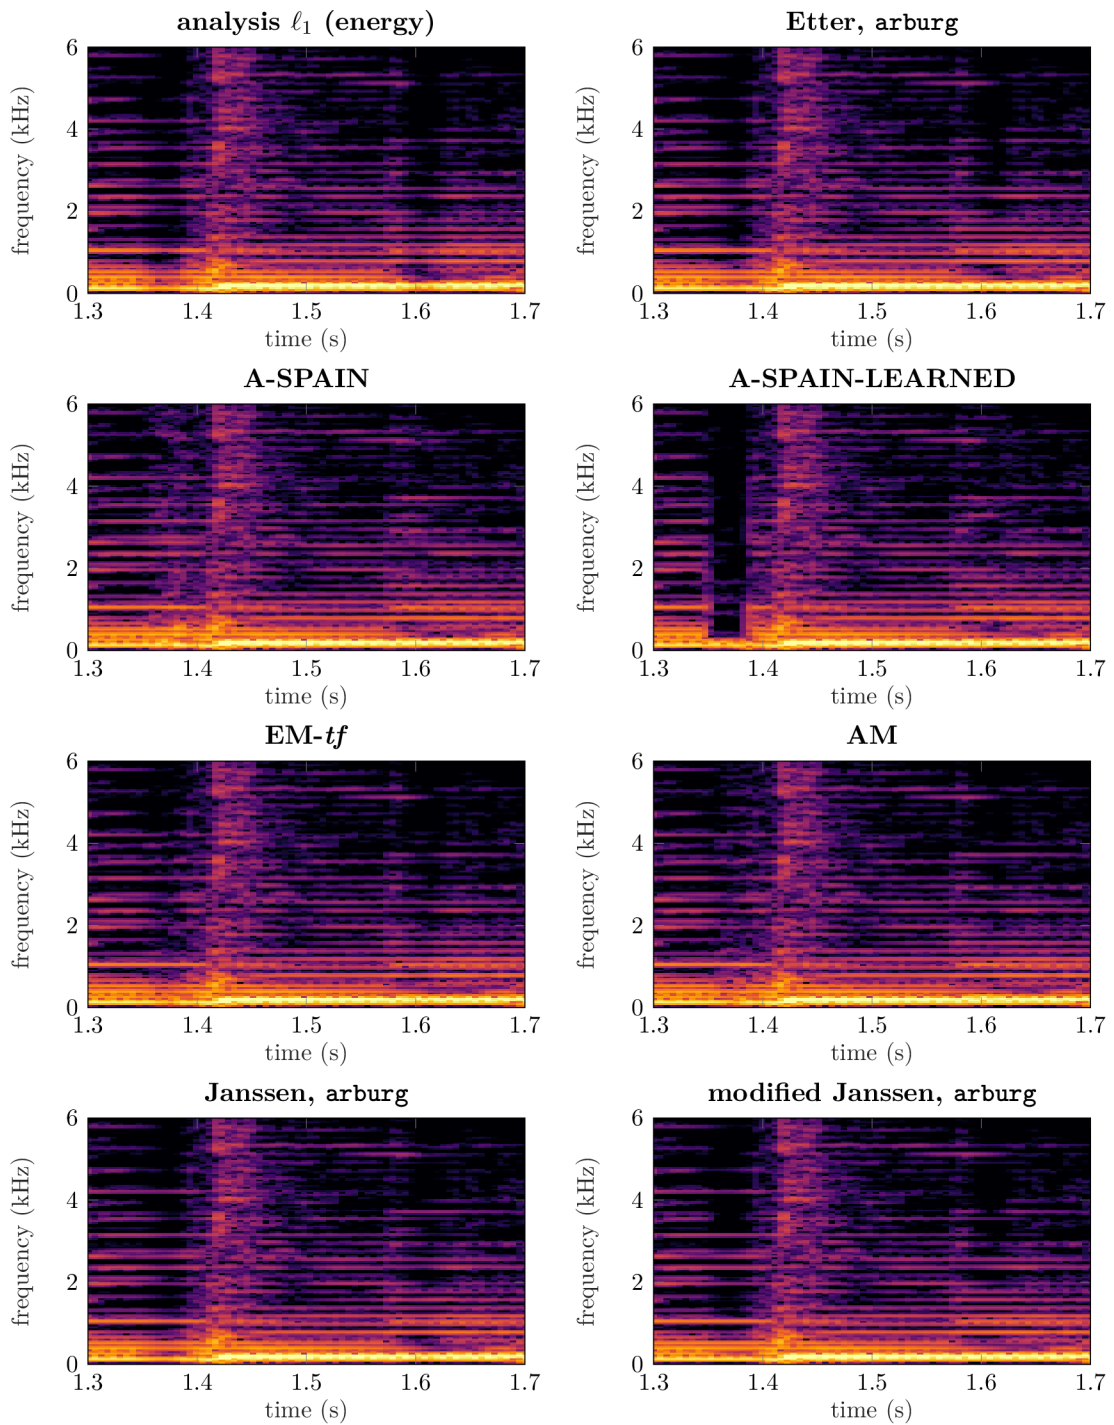 analysis ℓ1 (energy)
6
4
2
0
frequency (kHz)
1.3 1.4 1.5 1.6 1.7
time (s)
Etter, arburg
6
4
2
0
frequency (kHz)
1.3 1.4 1.5 1.6 1.7
time (s)
A-SPAIN
6
4
2
0
frequency (kHz)
1.3 1.4 1.5 1.6 1.7
time (s)
A-SPAIN-LEARNED
6
4
2
0
frequency (kHz)
1.3 1.4 1.5 1.6 1.7
time (s)
EM-tf
6
4
2
0
frequency (kHz)
1.3 1.4 1.5 1.6 1.7
time (s)
AM
6
4
2
0
frequency (kHz)
1.3 1.4 1.5 1.6 1.7
time (s)
Janssen, arburg
6
4
2
0
frequency (kHz)
1.3 1.4 1.5 1.6 1.7
time (s)
modified Janssen, arburg
6
4
2
0
frequency (kHz)
1.3 1.4 1.5 1.6 1.7
time (s)